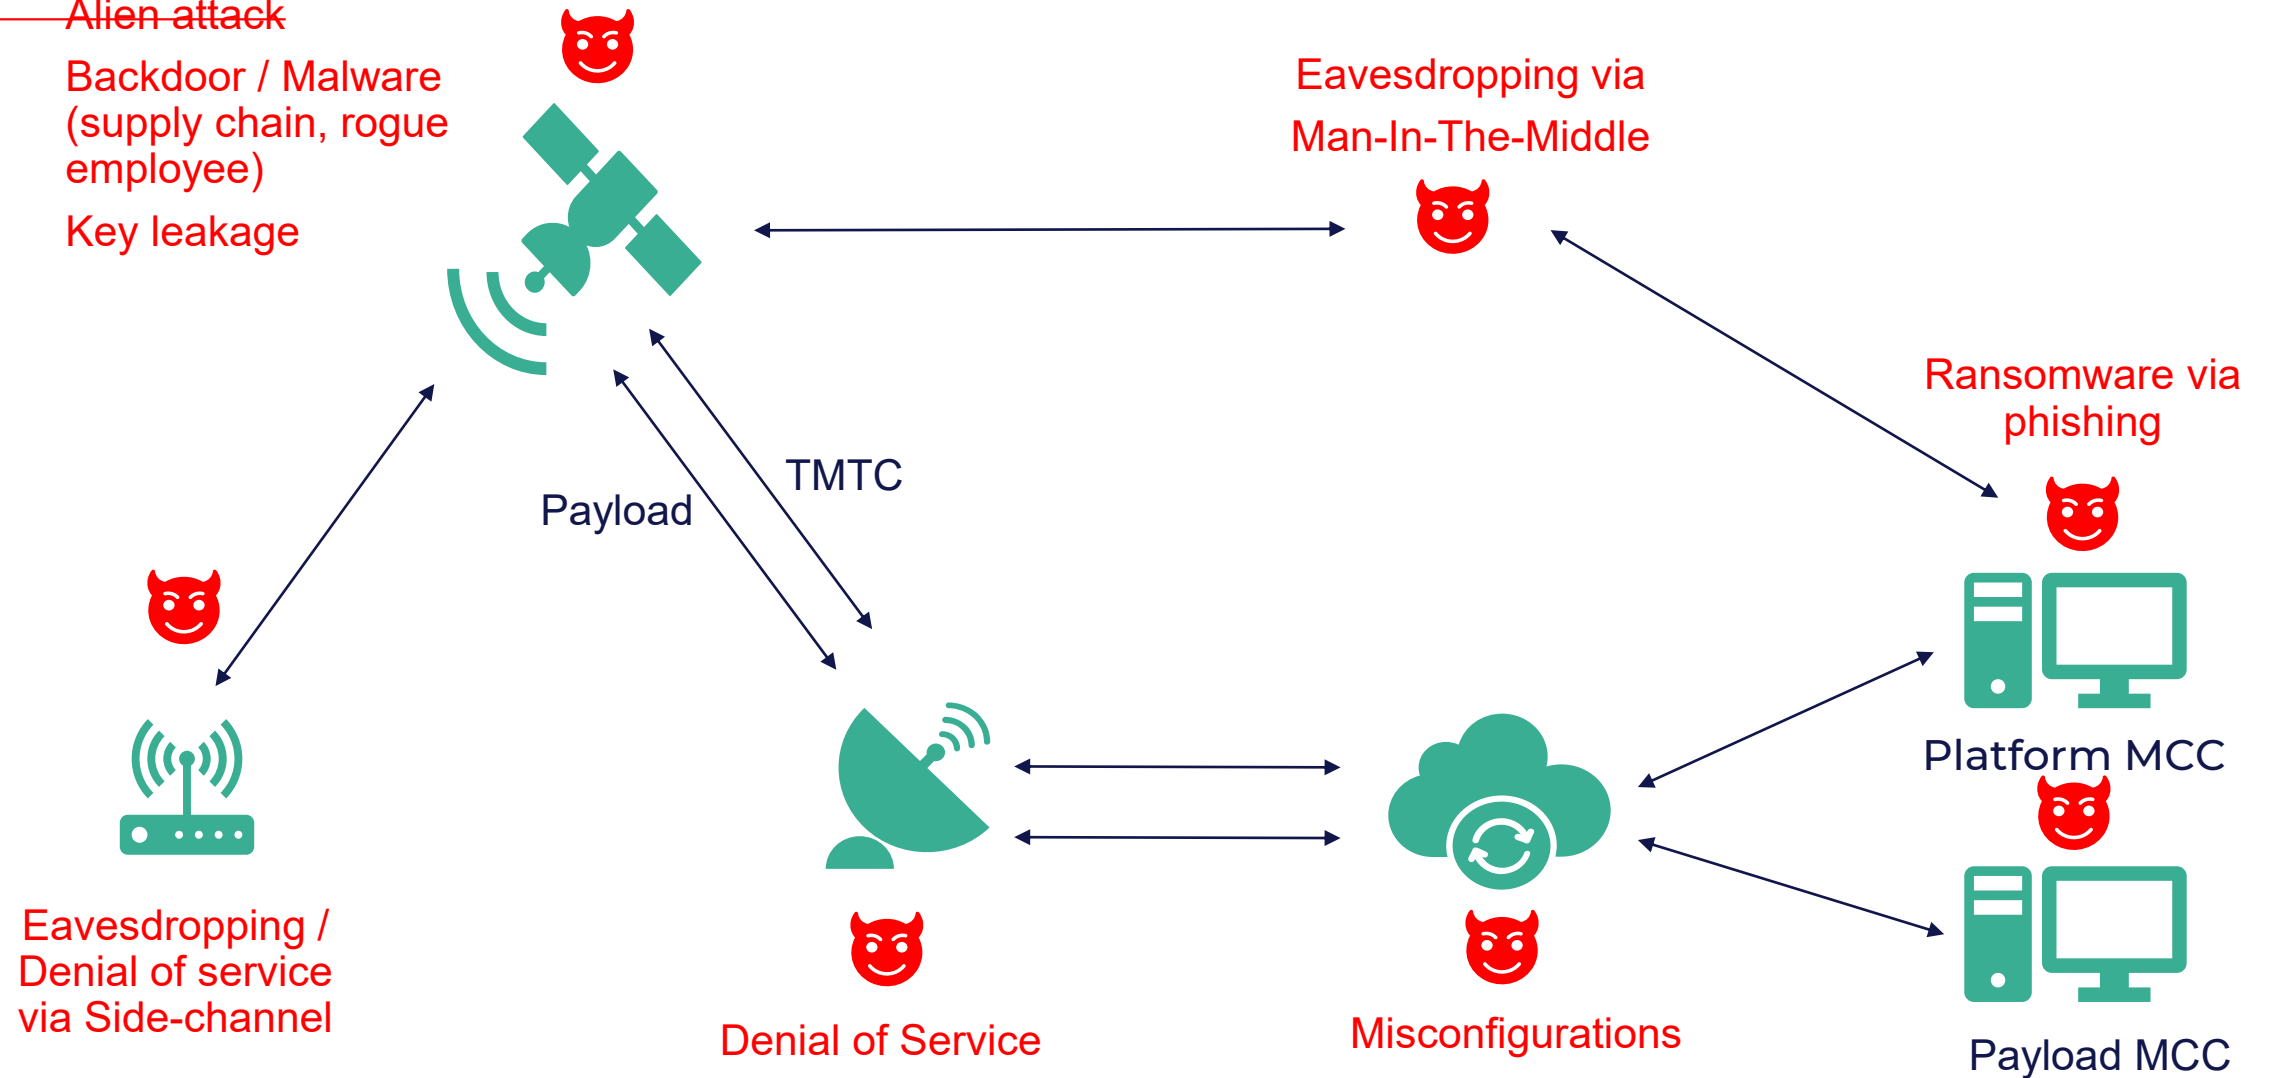 Alien attack
Backdoor / Malware
(supply chain, rogue
employee)
Key leakage
Eavesdropping via
Man-In-The-Middle
Ransomware via
phishing
TMTC
Payload
Platform MCC
Eavesdropping /
Denial of service
via Side-channel
Denial of Service
Misconfigurations
Payload MCC